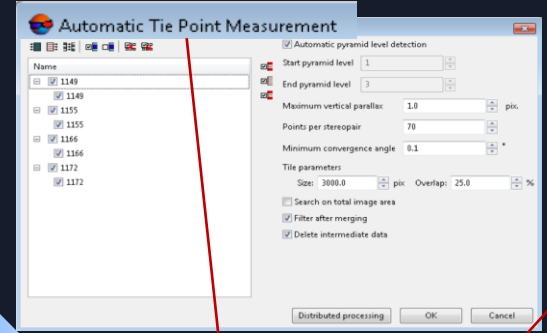 Automatic Tie Point Measurement
Name
1149
1149
1155
1155
1166
1166
1172
1172
Automatic pyramid level detection
Start pyramid level 1
End pyramid level 3
Maximum vertical parallax 1.0 pix.
Points per stereopair 70
Minimum convergence angle 0.1 °
Tile parameters
Size: 3000.0 pix Overlap: 25.0 %
Search on total image area
Filter after merging
Delete intermediate data
Distributed processing OK Cancel